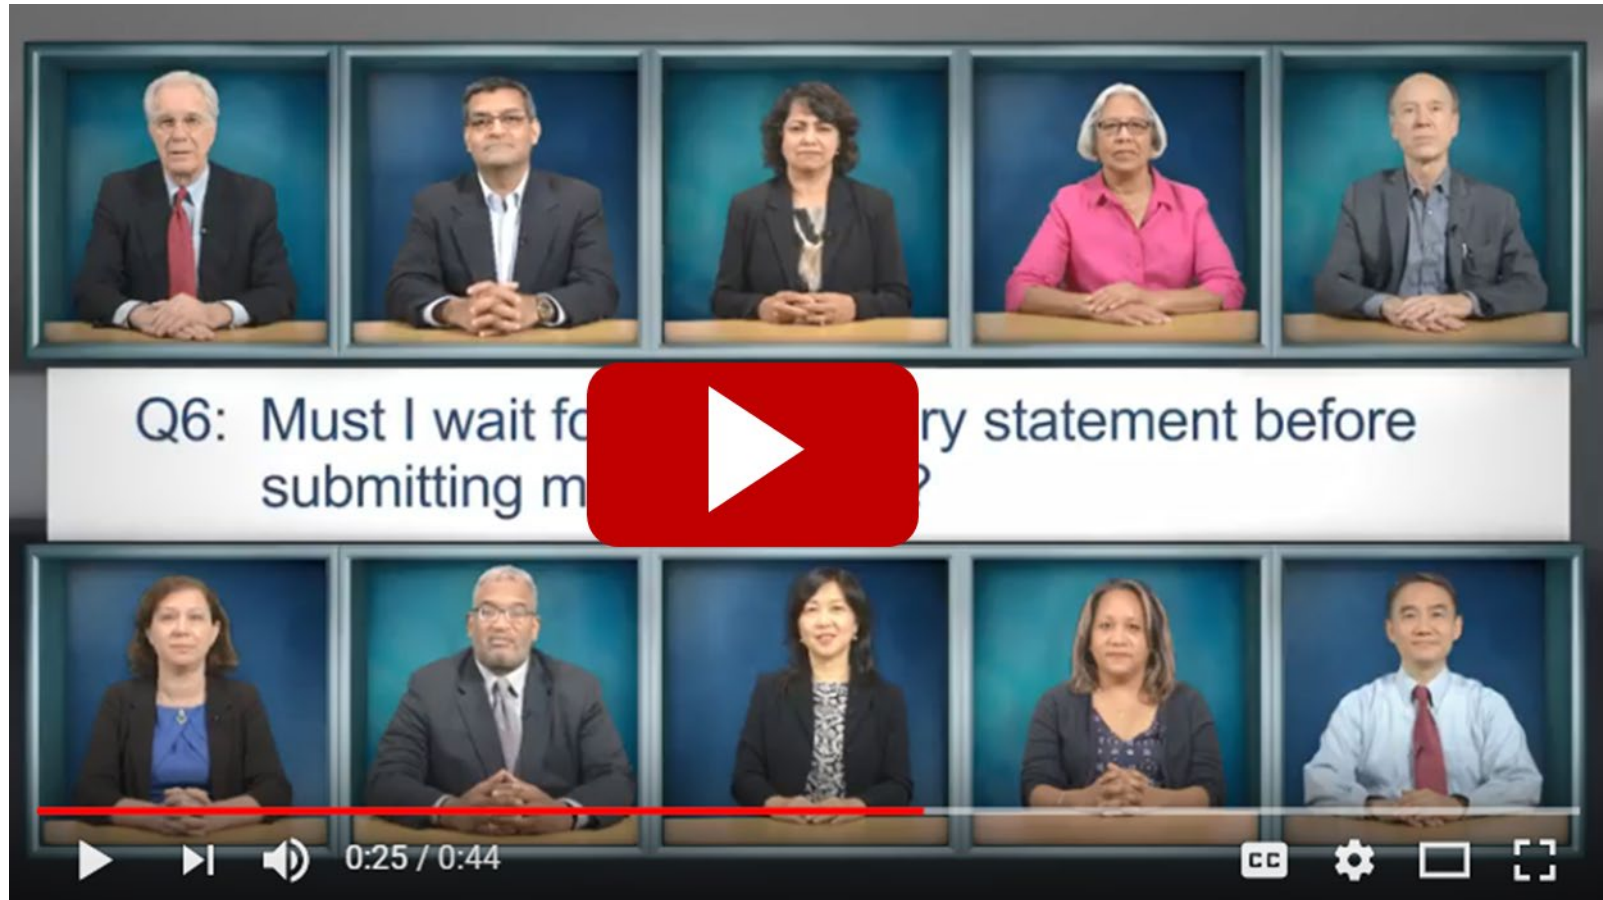 Q6: Must I wait fo ry statement before
submitting m ?
0:25 / 0:44
CC